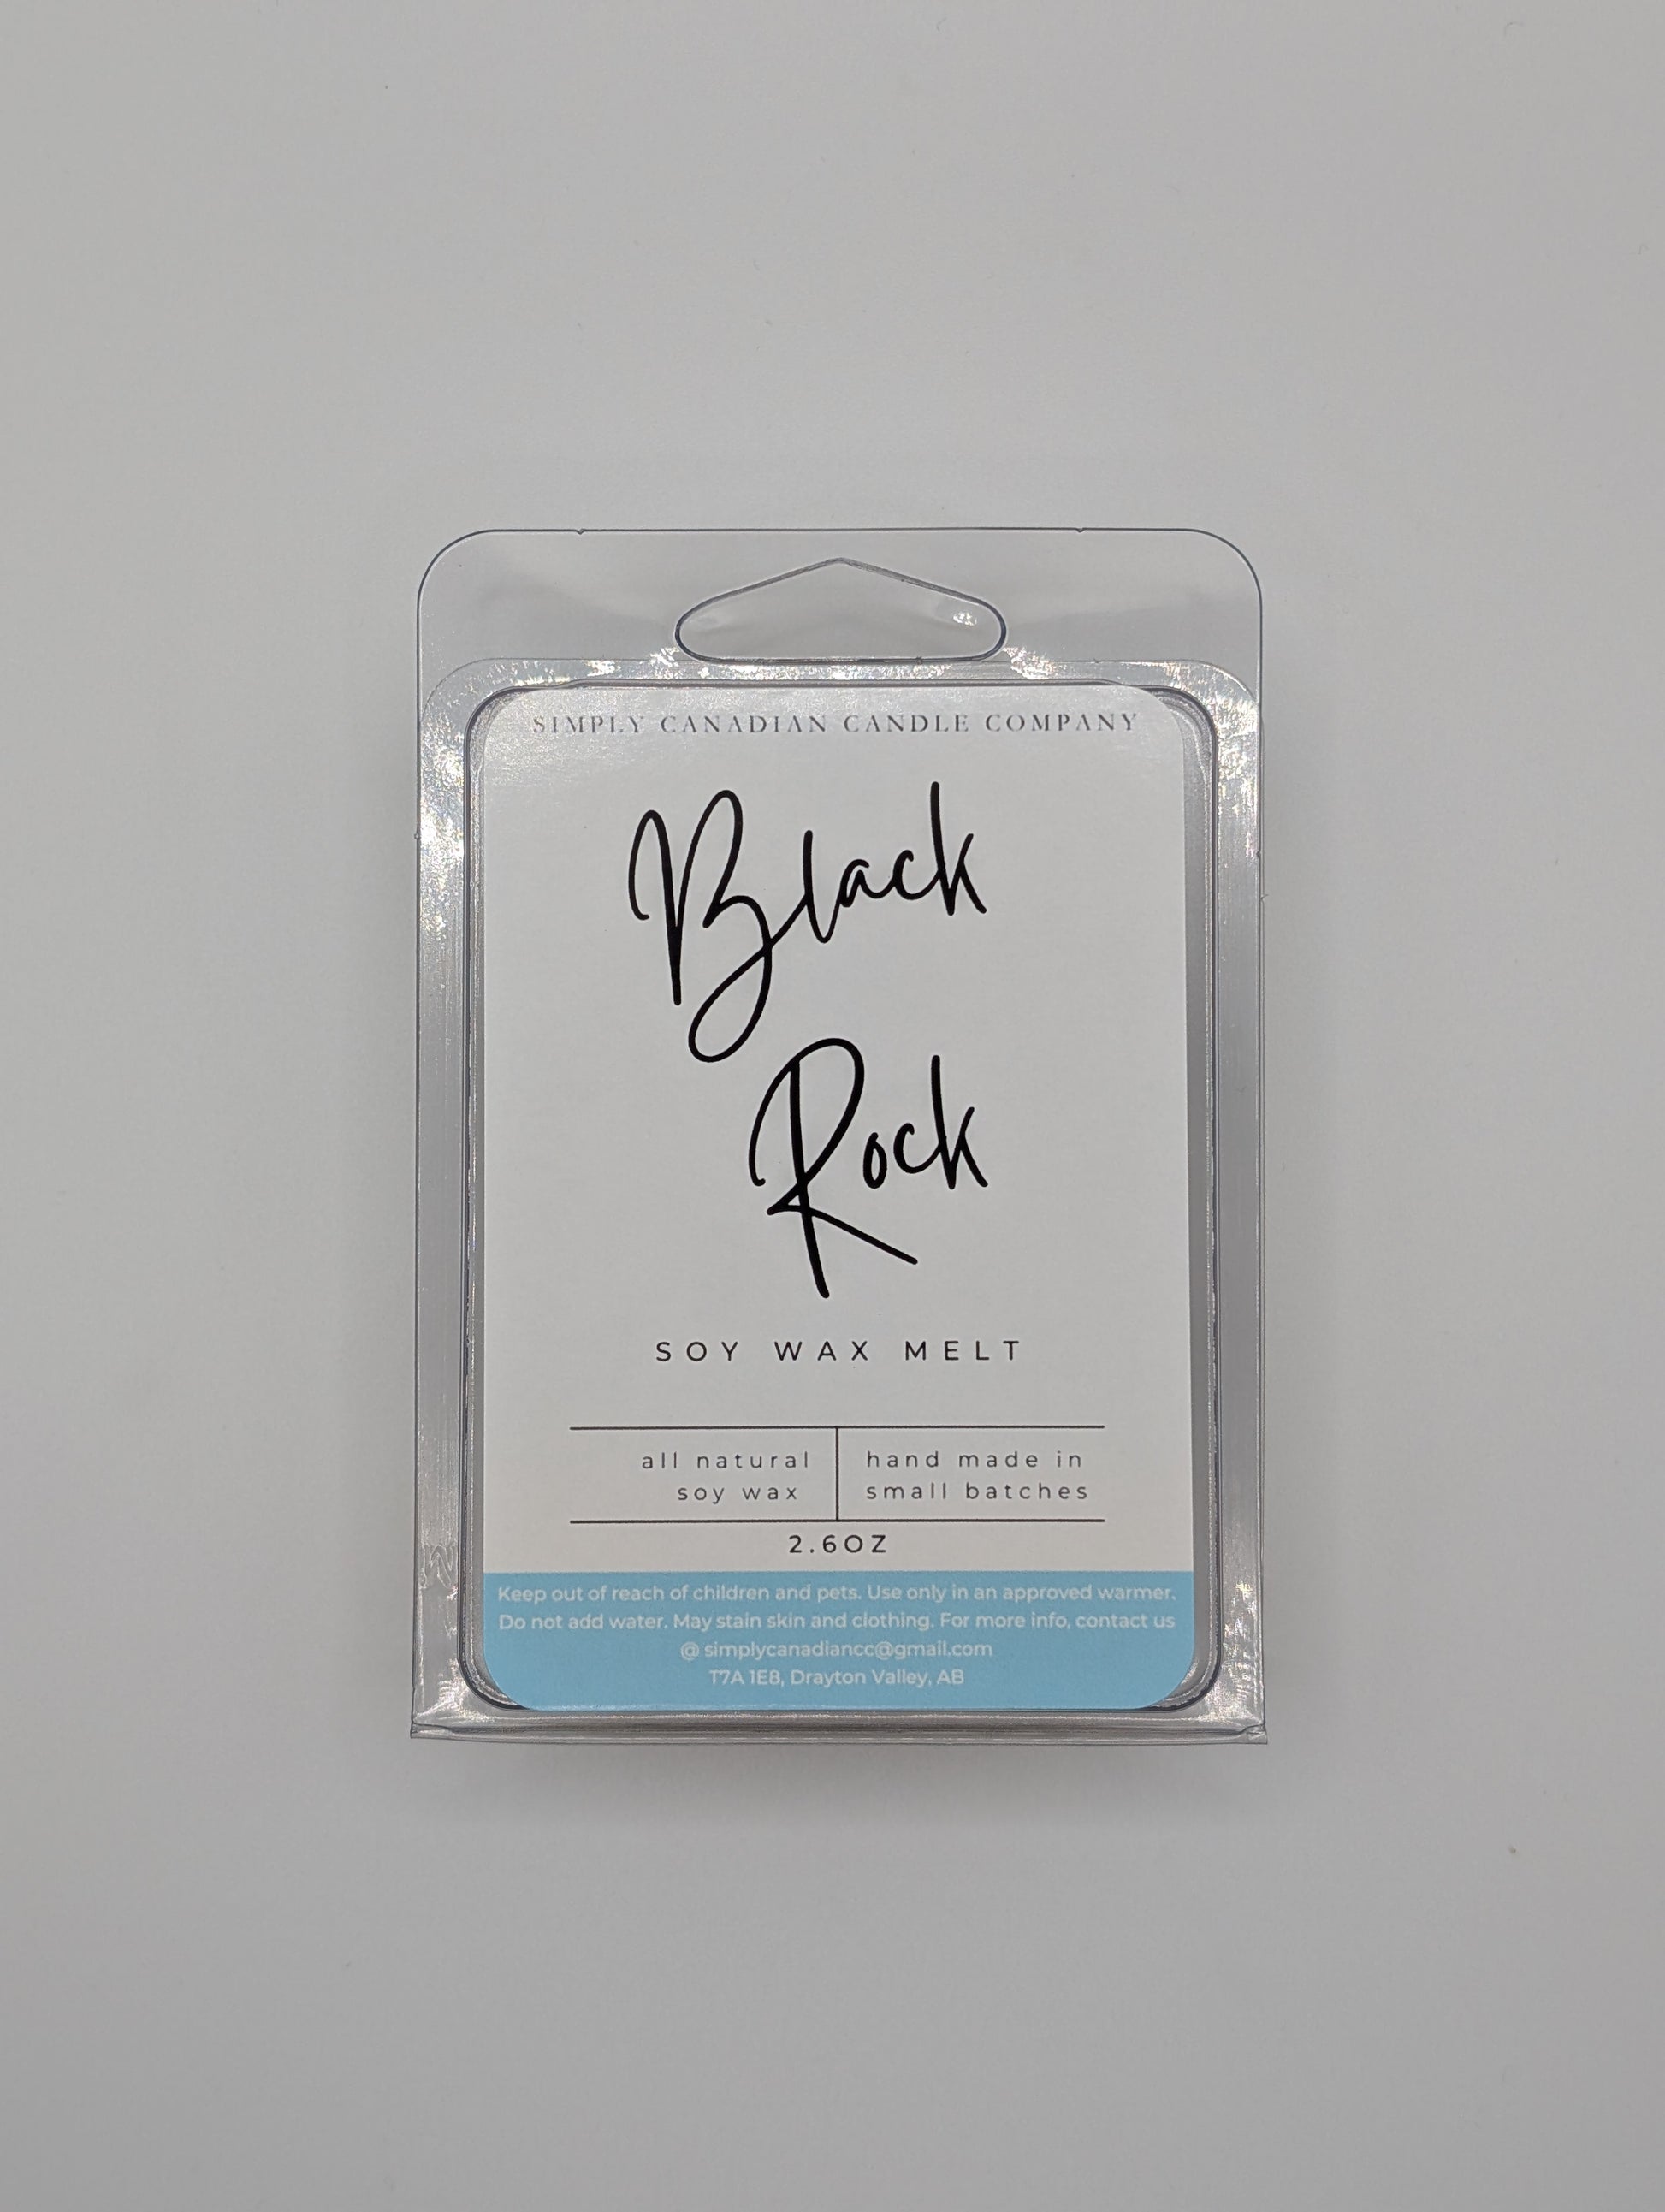 SIMPLY CANADIAN CANDLE COMPANY
Black
Rock
SOY WAX MELT
all natural
soy wax
hand made in
small batches
2.6OZ
Keep out of reach of children and pets. Use only in an approved warmer.
Do not add water. May stain skin and clothing. For more info, contact us
@ simplycanadiancc@gmail.com
T7A 1E8, Drayton Valley, AB